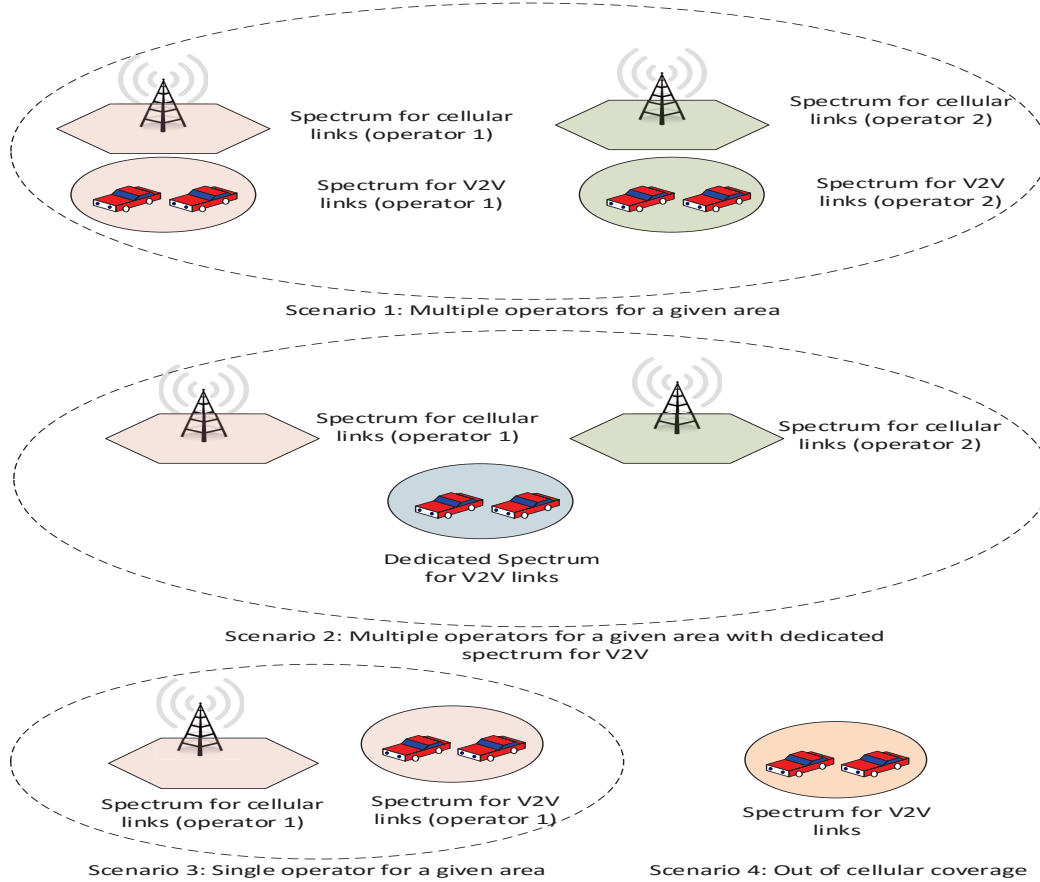 Spectrum for cellular
links (operator 1)
Spectrum for cellular
links (operator 2)
Spectrum for V2V
links (operator 1)
Spectrum for V2V
links (operator 2)
Scenario 1: Multiple operators for a given area
Spectrum for cellular
links (operator 1)
Spectrum for cellular
links (operator 2)
Dedicated Spectrum
for V2V links
Scenario 2: Multiple operators for a given area with dedicated
spectrum for V2V
Spectrum for cellular
links (operator 1)
Spectrum for V2V
links (operator 1)
Spectrum for V2V
links
Scenario 3: Single operator for a given area
Scenario 4: Out of cellular coverage